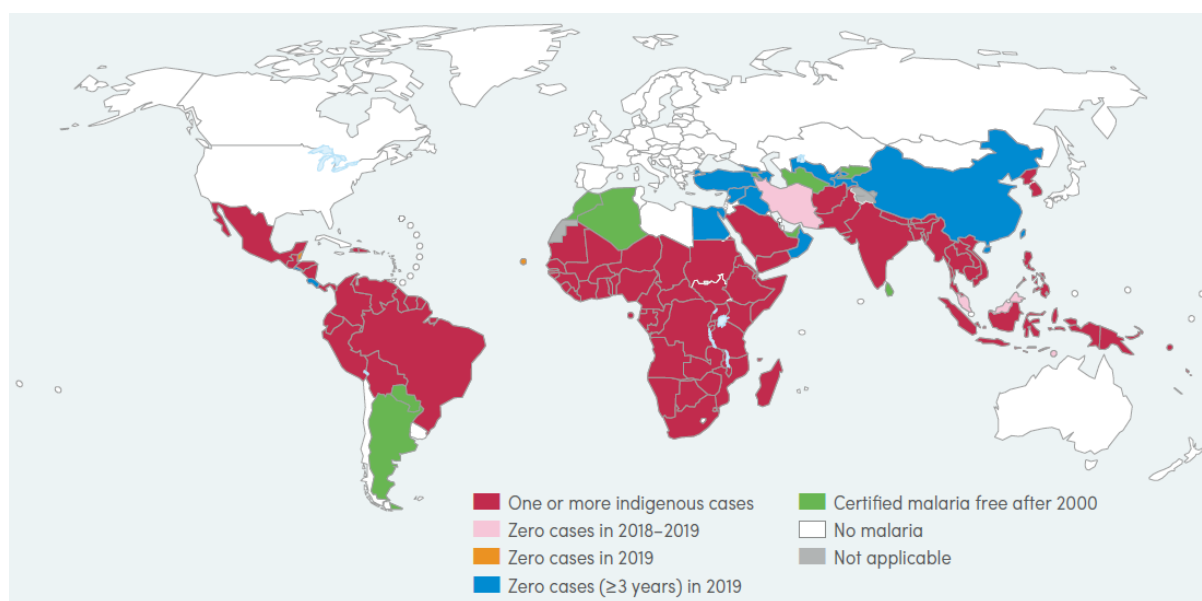 One or more indigenous cases
Zero cases in 2018–2019
Zero cases in 2019
Zero cases (≥3 years) in 2019
Certified malaria free after 2000
No malaria
Not applicable